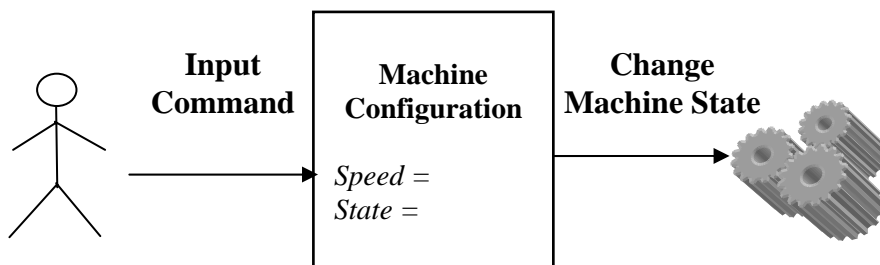 Input
Command
Machine
Configuration
Speed =
State =
Change
Machine State